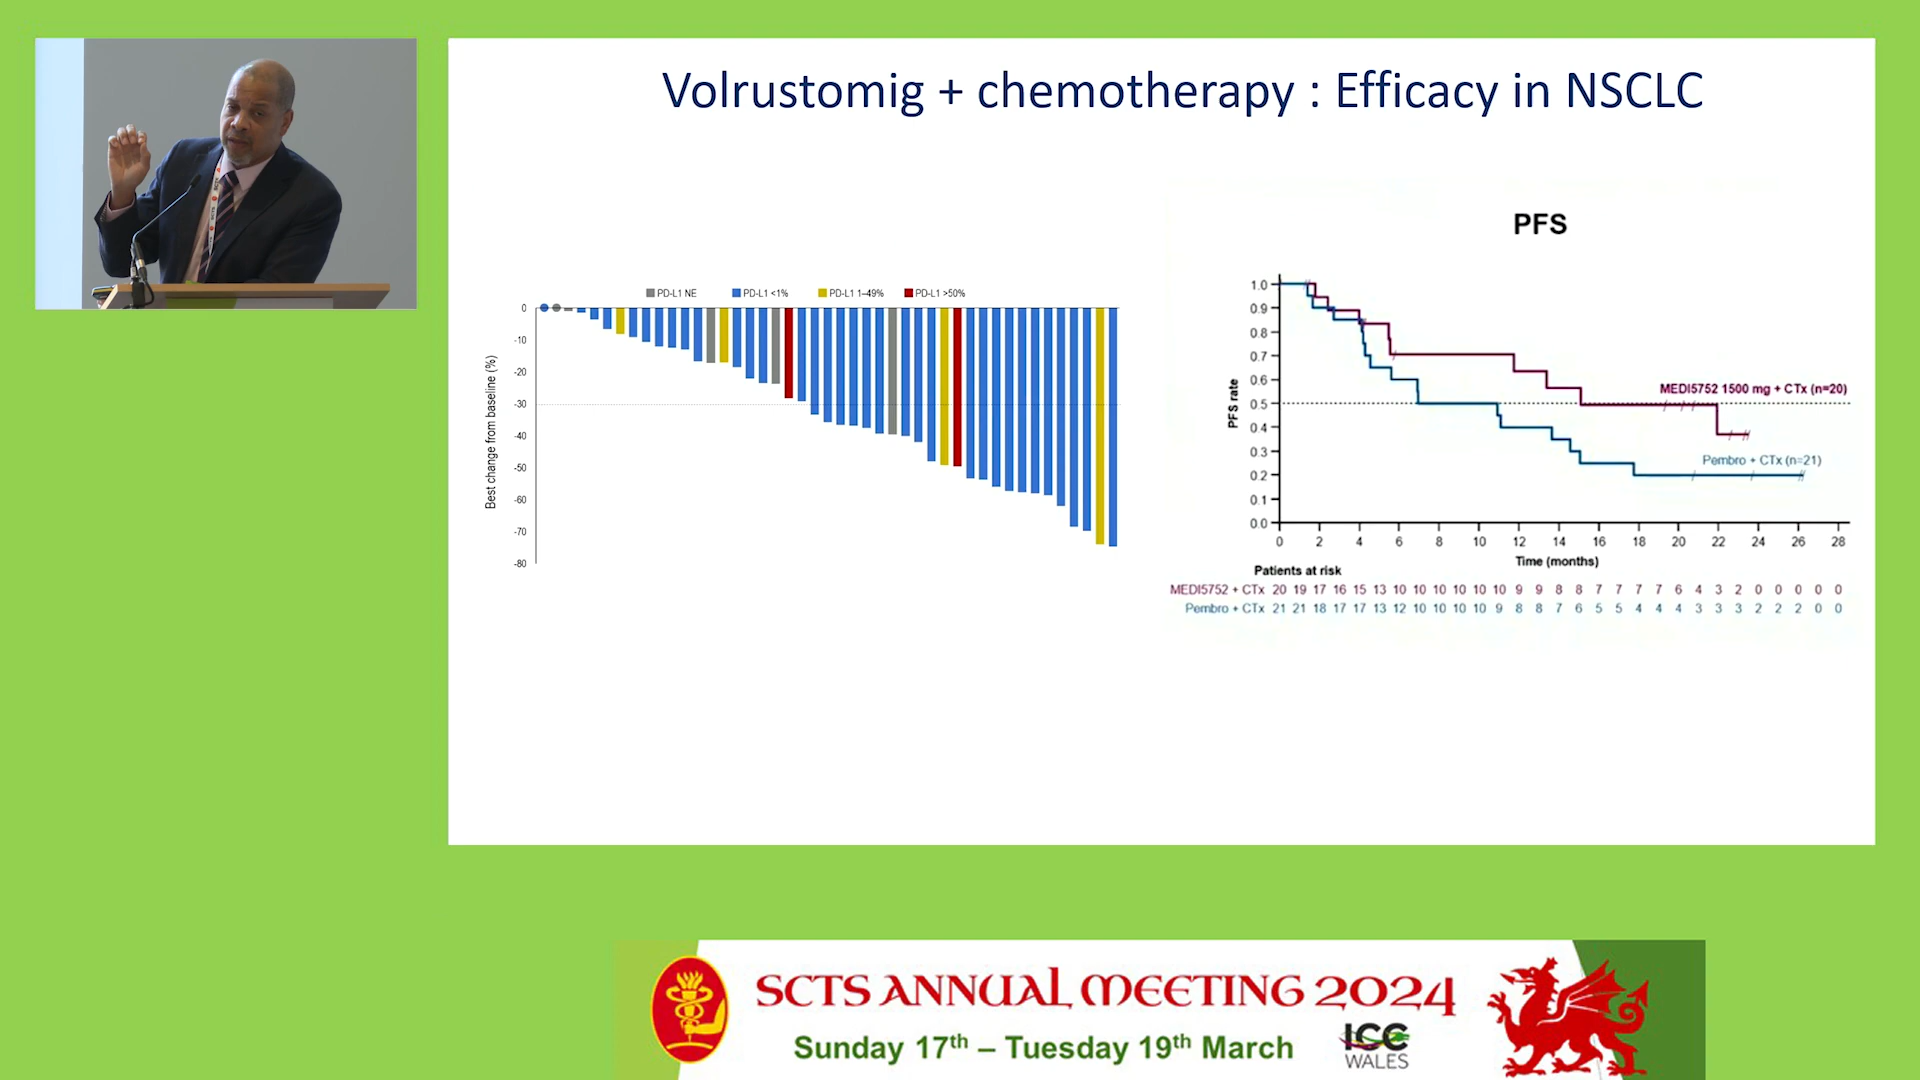 Volrustomig + chemotherapy : Efficacy in NSCLC
PD-L1 NE
PD-L1 <1%
PD-L1 1–49%
PD-L1 >50%
Best change from baseline (%)
0
-10
-20
-30
-40
-50
-60
-70
-80
PFS
PFS rate
1.0
0.9
0.8
0.7
0.6
0.5
0.4
0.3
0.2
0.1
0.0
MEDI5752 1500 mg + CTx (n=20)
Pembro + CTx (n=21)
0 2 4 6 8 10 12 14 16 18 20 22 24 26 28
Time (months)
Patients at risk
MEDI5752 + CTx 20 19 17 16 15 13 10 10 10 10 10 10 9 9 8 8 7 7 7 7 6 4 3 2 0 0 0 0 0
Pembro + CTx 21 21 18 17 17 13 12 10 10 10 10 9 8 8 7 6 5 5 4 4 4 3 3 3 2 2 2 0 0
SCTS ANNUAL MEETING 2024
Sunday 17th – Tuesday 19th March
ICC
WALES